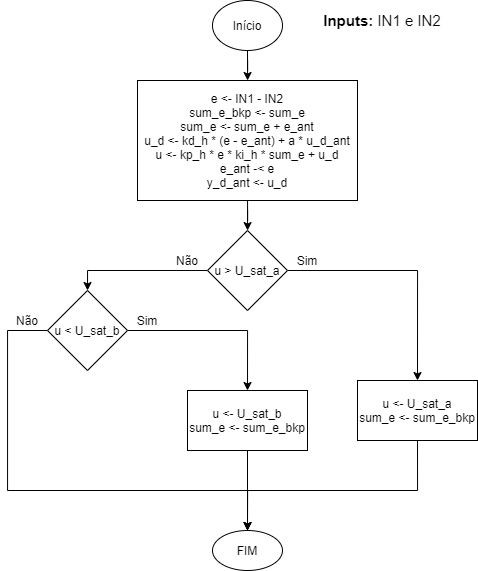 Início
Inputs: IN1 e IN2
e <- IN1 - IN2
sum_e_bkp <- sum_e
sum_e <- sum_e + e_ant
u_d <- kd_h * (e - e_ant) + a * u_d_ant
u <- kp_h * e * ki_h * sum_e + u_d
e_ant -< e
y_d_ant <- u_d
Não
u > U_sat_a
Sim
Não
u < U_sat_b
Sim
u <- U_sat_b
sum_e <- sum_e_bkp
u <- U_sat_a
sum_e <- sum_e_bkp
FIM